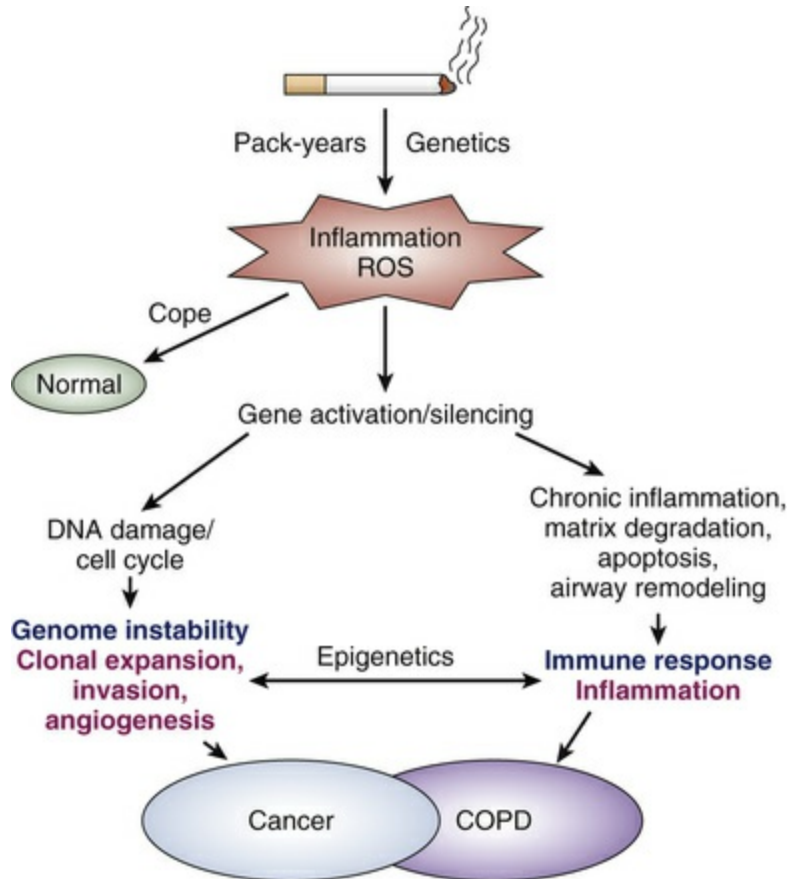 Pack-years
Genetics
Inflammation
ROS
Cope
Normal
Gene activation/silencing
DNA damage/
cell cycle
Chronic inflammation,
matrix degradation,
apoptosis,
airway remodeling
Genome instability
Clonal expansion,
invasion,
angiogenesis
Epigenetics
Immune response
Inflammation
Cancer
COPD